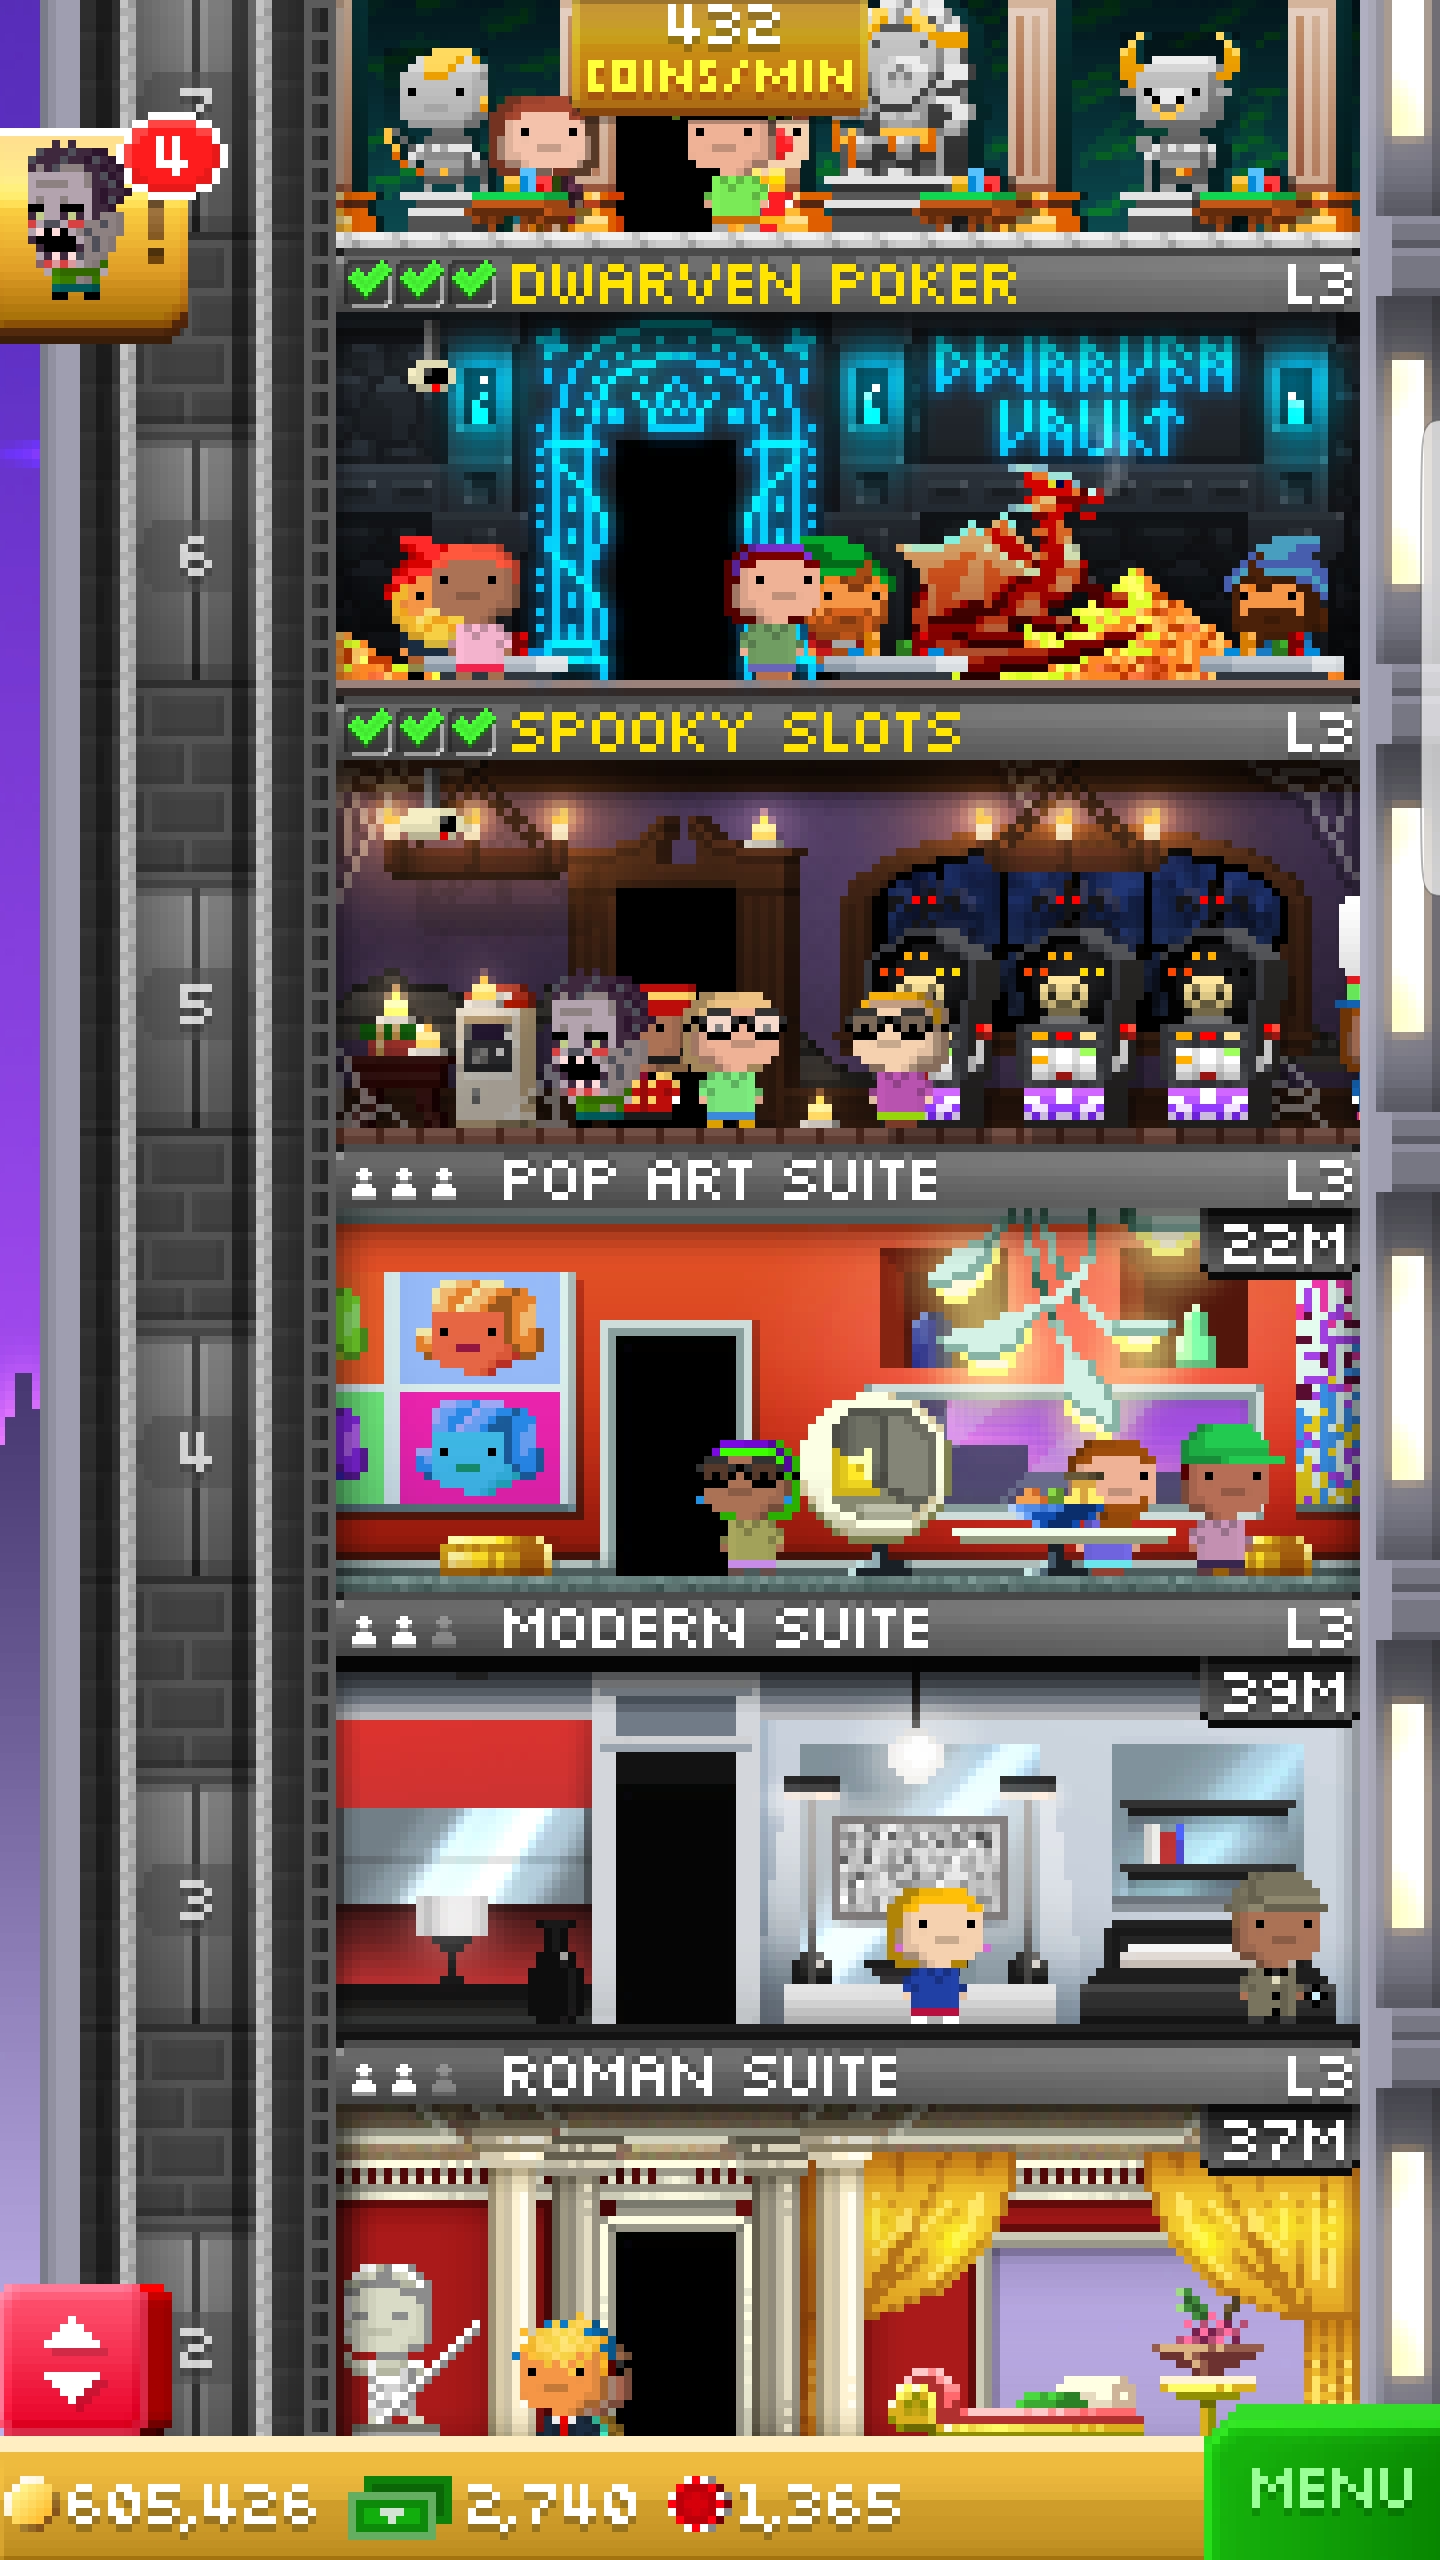 432
COINS/MIN
7
4
!
DWARVEN POKER L3
DWARVEN
VAULT
6
SPOOKY SLOTS L3
5
POP ART SUITE L3
22M
4
MODERN SUITE L3
39M
3
ROMAN SUITE L3
37M
2
605,426 2,740 1,365
MENU